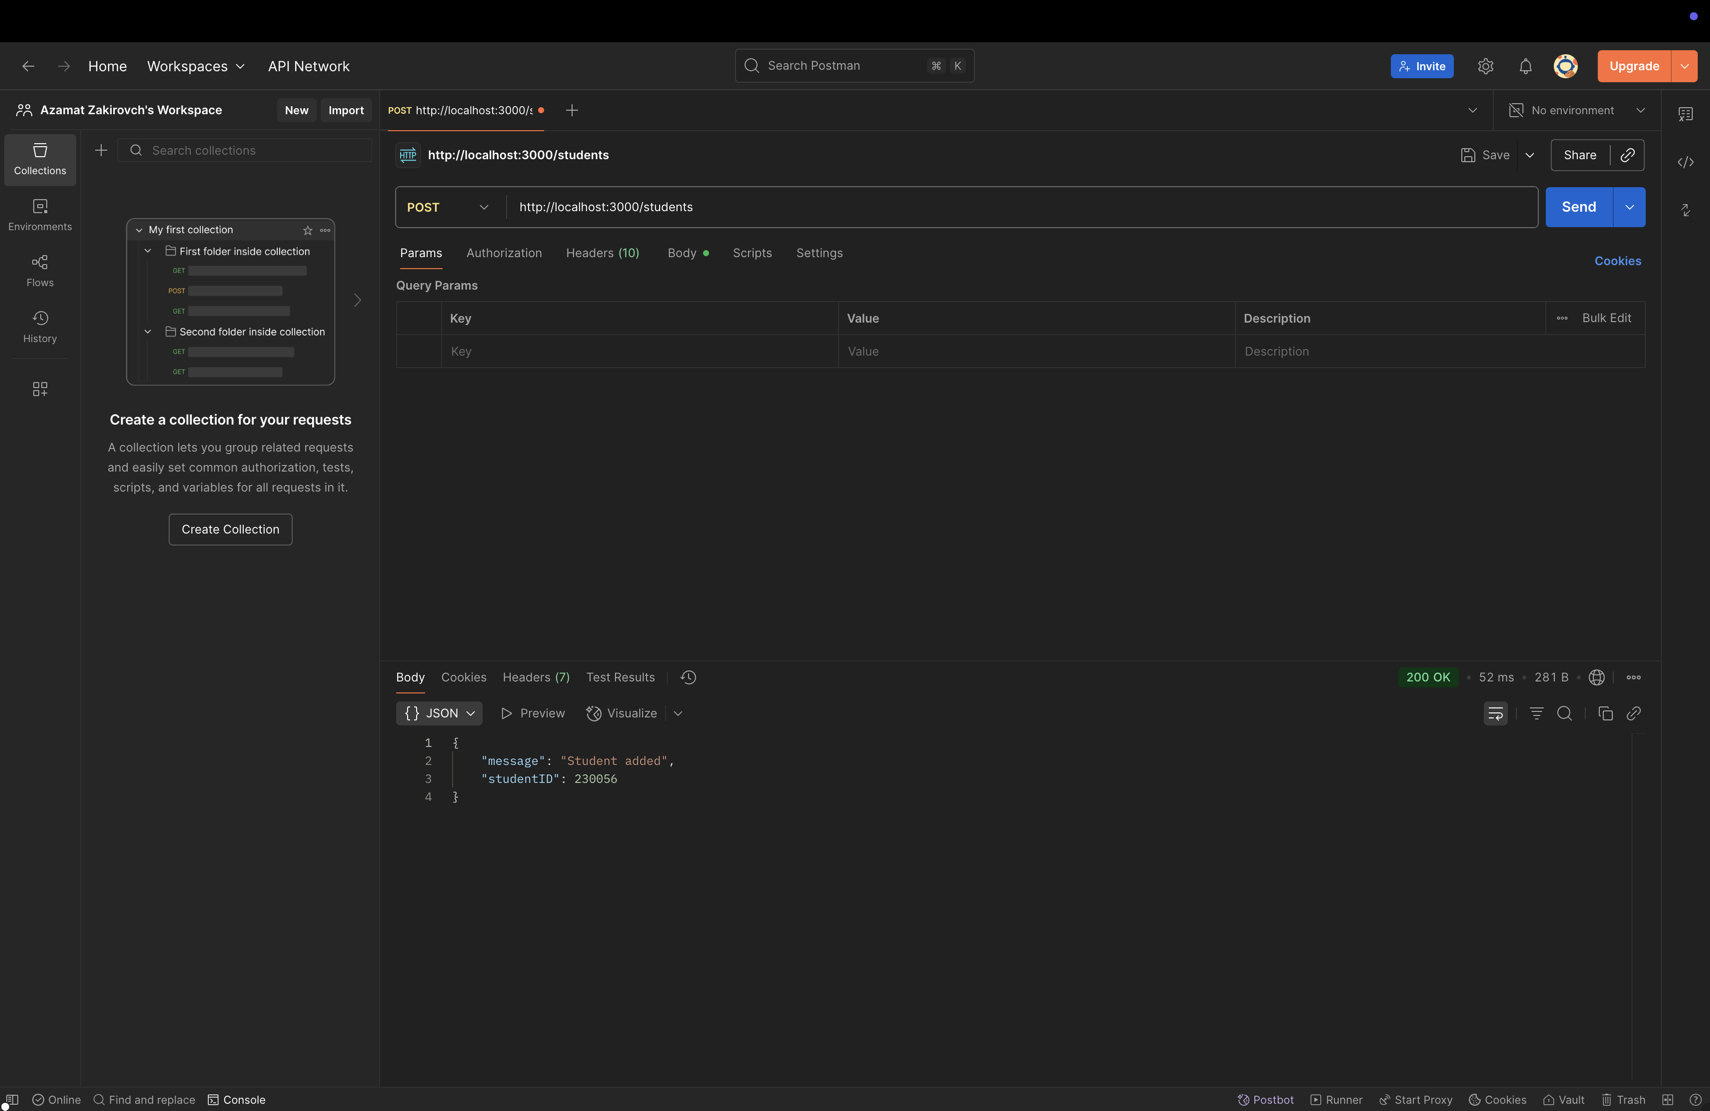 Home
Workspaces
API Network
Search Postman
⌘ K
Invite
Upgrade
Azamat Zakirovch's Workspace
New
Import
POST http://localhost:3000/s
No environment
Collections
Environments
Flows
History
Search collections
My first collection
First folder inside collection
GET
POST
GET
Second folder inside collection
GET
GET
Create a collection for your requests
A collection lets you group related requests
and easily set common authorization, tests,
scripts, and variables for all requests in it.
Create Collection
HTTP http://localhost:3000/students
Save
Share
POST
http://localhost:3000/students
Send
Params
Authorization
Headers (10)
Body
Scripts
Settings
Cookies
Query Params
Key
Value
Description
Bulk Edit
Key
Value
Description
Body
Cookies
Headers (7)
Test Results
200 OK
52 ms
281 B
{} JSON
Preview
Visualize
1 {
2 "message": "Student added",
3 "studentID": 230056
4 }
Online
Find and replace
Console
Postbot
Runner
Start Proxy
Cookies
Vault
Trash